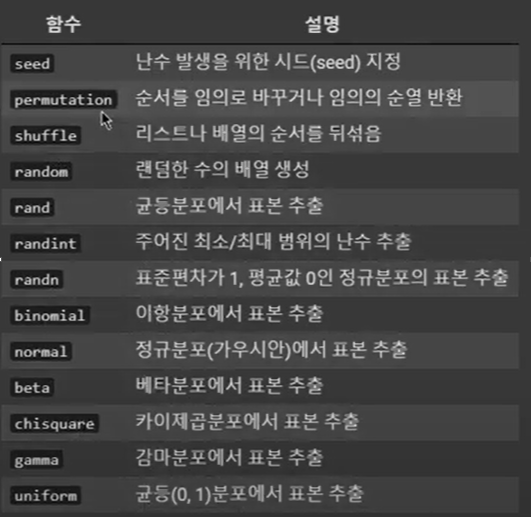 함수 설명
seed 난수 발생을 위한 시드(seed) 지정
permutation 순서를 임의로 바꾸거나 임의의 순열 반환
shuffle 리스트나 배열의 순서를 뒤섞음
random 랜덤한 수의 배열 생성
rand 균등분포에서 표본 추출
randint 주어진 최소/최대 범위의 난수 추출
randn 표준편차가 1, 평균값 0인 정규분포의 표본 추출
binomial 이항분포에서 표본 추출
normal 정규분포(가우시안)에서 표본 추출
beta 베타분포에서 표본 추출
chisquare 카이제곱분포에서 표본 추출
gamma 감마분포에서 표본 추출
uniform 균등(0, 1)분포에서 표본 추출